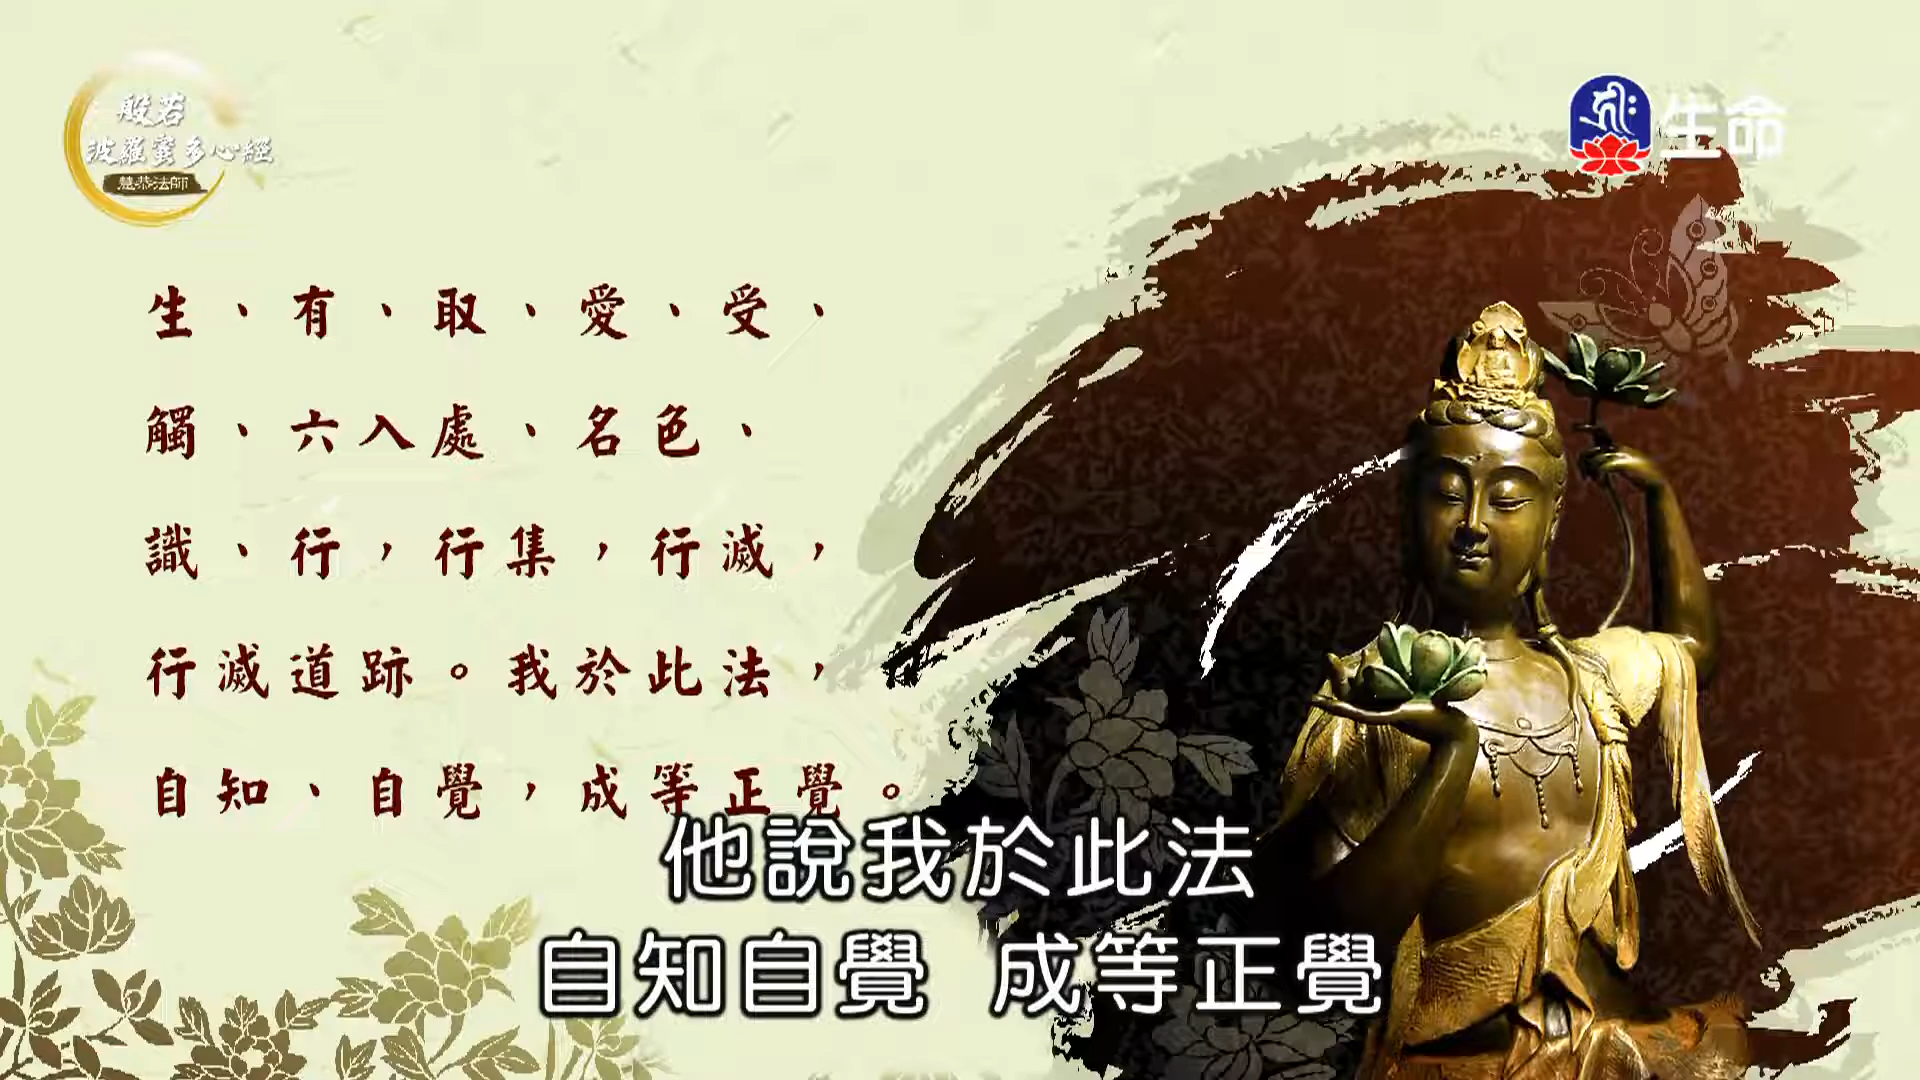 般若
波羅蜜多心經
慧恭法師
生命
生、有、取、愛、受、
觸、六入處、名色、
識、行，行集，行滅，
行滅道跡。我於此法，
自知、自覺，成等正覺。
他說我於此法
自知自覺 成等正覺